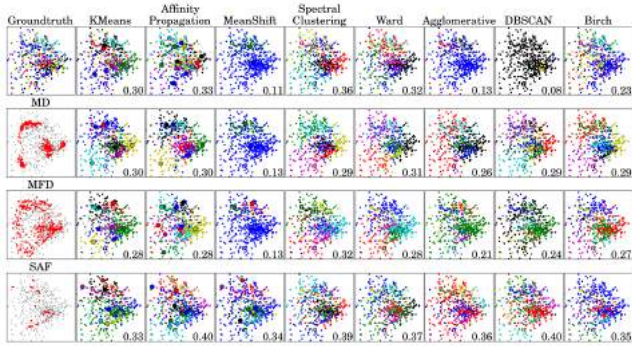 Groundtruth KMeans Affinity Propagation MeanShift Spectral Clustering Ward Agglomerative DBSCAN Birch
0.30 0.33 0.11 0.36 0.32 0.13 0.08 0.23
MD
0.30 0.30 0.13 0.29 0.31 0.26 0.29 0.29
MFD
0.28 0.28 0.13 0.32 0.28 0.21 0.24 0.27
SAF
0.33 0.40 0.34 0.39 0.37 0.36 0.40 0.35